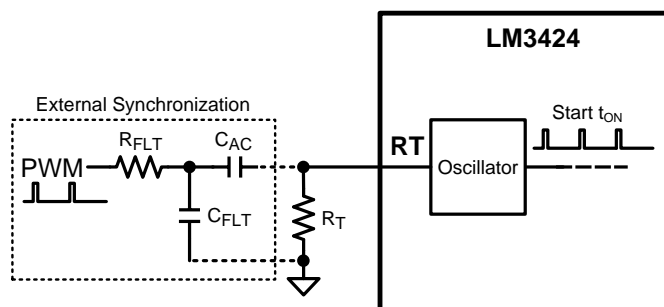 LM3424
External Synchronization
Start tON
RFLT
CAC
RT
PWM
Oscillator
CFLT
RT